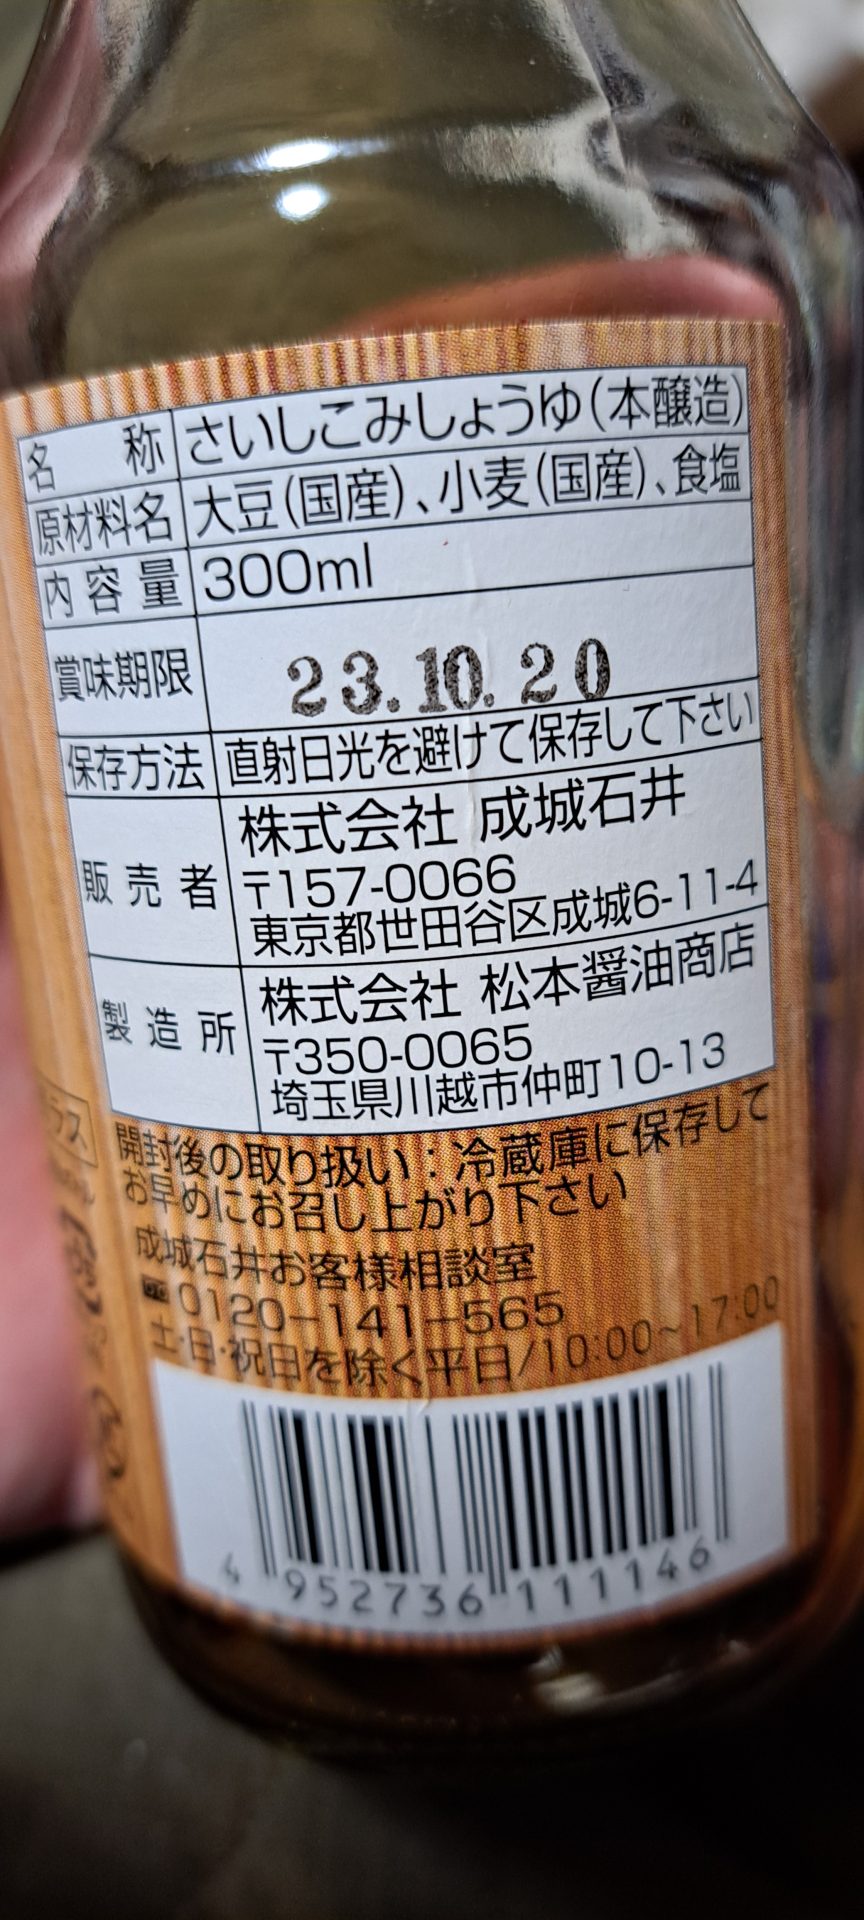 名称 さいしこみしょうゆ(本醸造)
原材料名 大豆(国産)、小麦(国産)、食塩
内容量 300ml
賞味期限 23.10.20
保存方法 直射日光を避けて保存して下さい
販売者 株式会社 成城石井
〒157-0066
東京都世田谷区成城6-11-4
製造所 株式会社 松本醤油商店
〒350-0065
埼玉県川越市仲町10-13
開封後の取り扱い:冷蔵庫に保存して
お早めにお召し上がり下さい
成城石井お客様相談室
0120-141-565
土・日・祝日を除く平日/10:00~17:00
4 952736 111146